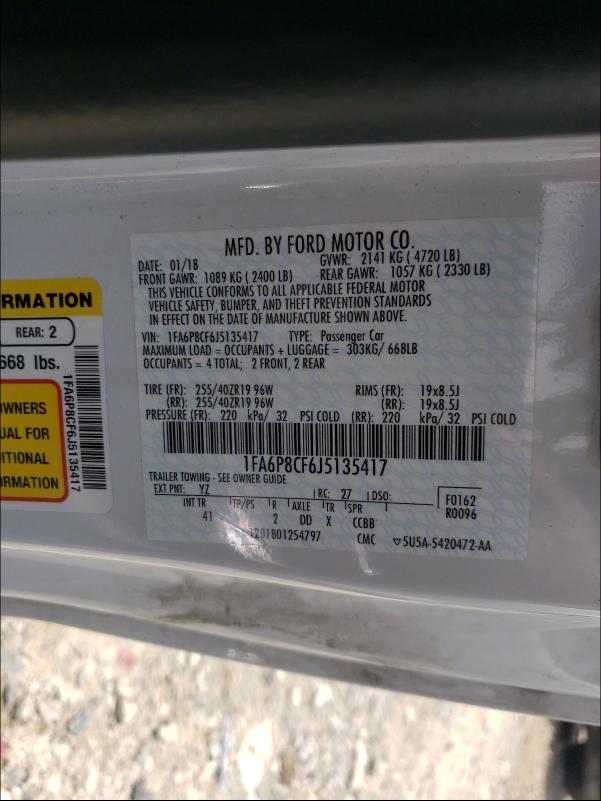 MFD. BY FORD MOTOR CO.
DATE: 01/18 GVWR: 2141 KG ( 4720 LB)
FRONT GAWR: 1089 KG ( 2400 LB) REAR GAWR: 1057 KG ( 2330 LB)
THIS VEHICLE CONFORMS TO ALL APPLICABLE FEDERAL MOTOR
VEHICLE SAFETY, BUMPER, AND THEFT PREVENTION STANDARDS
IN EFFECT ON THE DATE OF MANUFACTURE SHOWN ABOVE.
VIN: 1FA6P8CF6J5135417 TYPE: Passenger Car
MAXIMUM LOAD = OCCUPANTS + LUGGAGE = 303KG/ 668LB
OCCUPANTS = 4 TOTAL; 2 FRONT, 2 REAR
TIRE (FR): 255/40ZR19 96W RIMS (FR): 19x8.5J
(RR): 255/40ZR19 96W (RR): 19x8.5J
PRESSURE (FR): 220 kPa/ 32 PSI COLD (RR): 220 kPa/ 32 PSI COLD
1FA6P8CF6J5135417
TRAILER TOWING - SEE OWNER GUIDE
EXT PNT: YZ RC: 27 DSO: F0162
INT TR TP/PS R AXLE TR SPR R0096
41 2 DD X CCBB
1201801254797 CMC ▽5U5A-5420472-AA
ORMATION
REAR: 2
668 lbs.
OWNERS
UAL FOR
ITIONAL
ORMATION
1FA6P8CF6J5135417